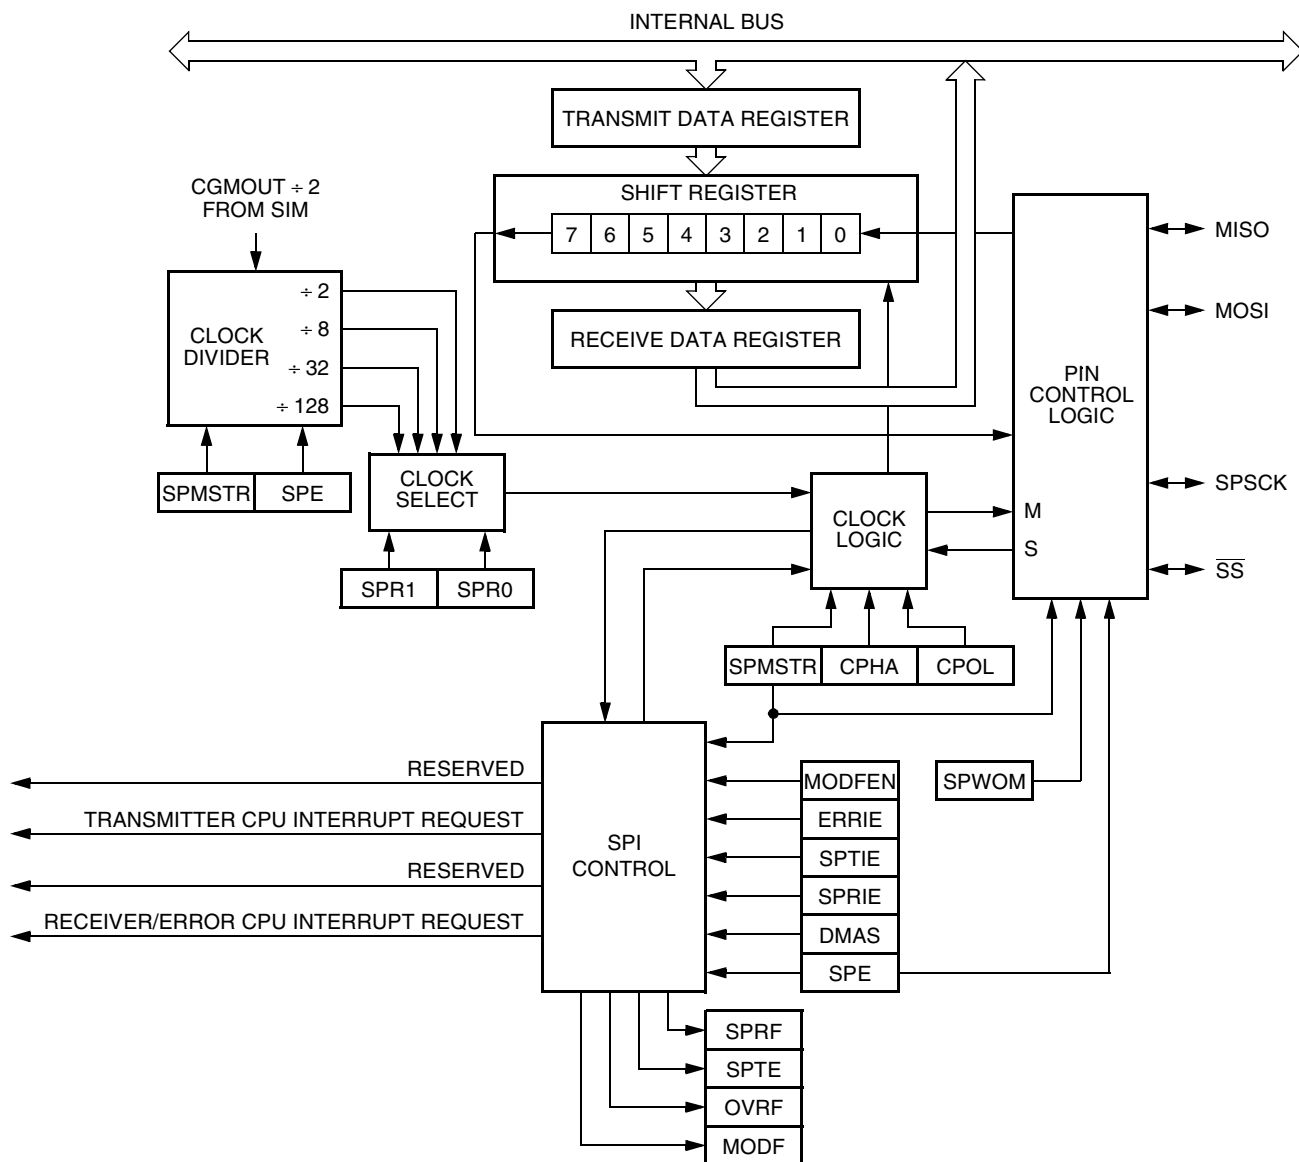 INTERNAL BUS
TRANSMIT DATA REGISTER
CGMOUT ÷ 2
FROM SIM
SHIFT REGISTER
7 6 5 4 3 2 1 0
MISO
÷ 2
÷ 8
÷ 32
÷ 128
CLOCK
DIVIDER
RECEIVE DATA REGISTER
MOSI
PIN
CONTROL
LOGIC
SPMSTR SPE
CLOCK
SELECT
CLOCK
LOGIC
M
S
SPSCK
S̅S̅
SPR1 SPR0
SPMSTR CPHA CPOL
RESERVED
TRANSMITTER CPU INTERRUPT REQUEST
RESERVED
RECEIVER/ERROR CPU INTERRUPT REQUEST
SPI
CONTROL
MODFEN
ERRIE
SPTIE
SPRIE
DMAS
SPE
SPWOM
SPRF
SPTE
OVRF
MODF